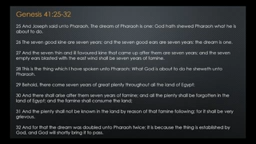 Genesis 41:25-32
25 And Joseph said unto Pharaoh, The dream of Pharaoh is one: God hath shewed Pharaoh what he is
about to do.
26 The seven good kine are seven years; and the seven good ears are seven years: the dream is one.
27 And the seven thin and ill favoured kine that came up after them are seven years; and the seven
empty ears blasted with the east wind shall be seven years of famine.
28 This is the thing which I have spoken unto Pharaoh: What God is about to do he sheweth unto
Pharaoh.
29 Behold, there come seven years of great plenty throughout all the land of Egypt:
30 And there shall arise after them seven years of famine; and all the plenty shall be forgotten in the
land of Egypt; and the famine shall consume the land;
31 And the plenty shall not be known in the land by reason of that famine following; for it shall be very
grievous.
32 And for that the dream was doubled unto Pharaoh twice; it is because the thing is established by
God, and God will shortly bring it to pass.